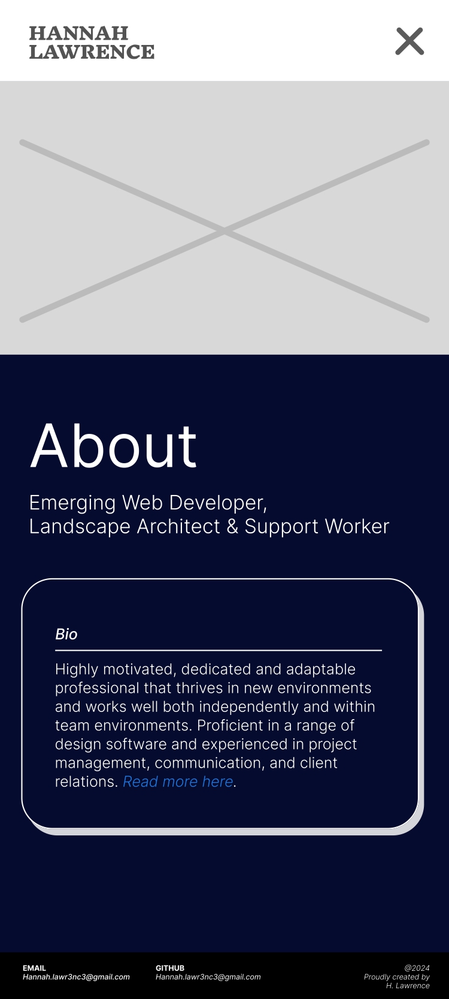 HANNAH
LAWRENCE
About
Emerging Web Developer,
Landscape Architect & Support Worker
Bio
Highly motivated, dedicated and adaptable
professional that thrives in new environments
and works well both independently and within
team environments. Proficient in a range of
design software and experienced in project
management, communication, and client
relations. Read more here.
EMAIL
Hannah.lawr3nc3@gmail.com
GITHUB
Hannah.lawr3nc3@gmail.com
@2024
Proudly created by
H. Lawrence